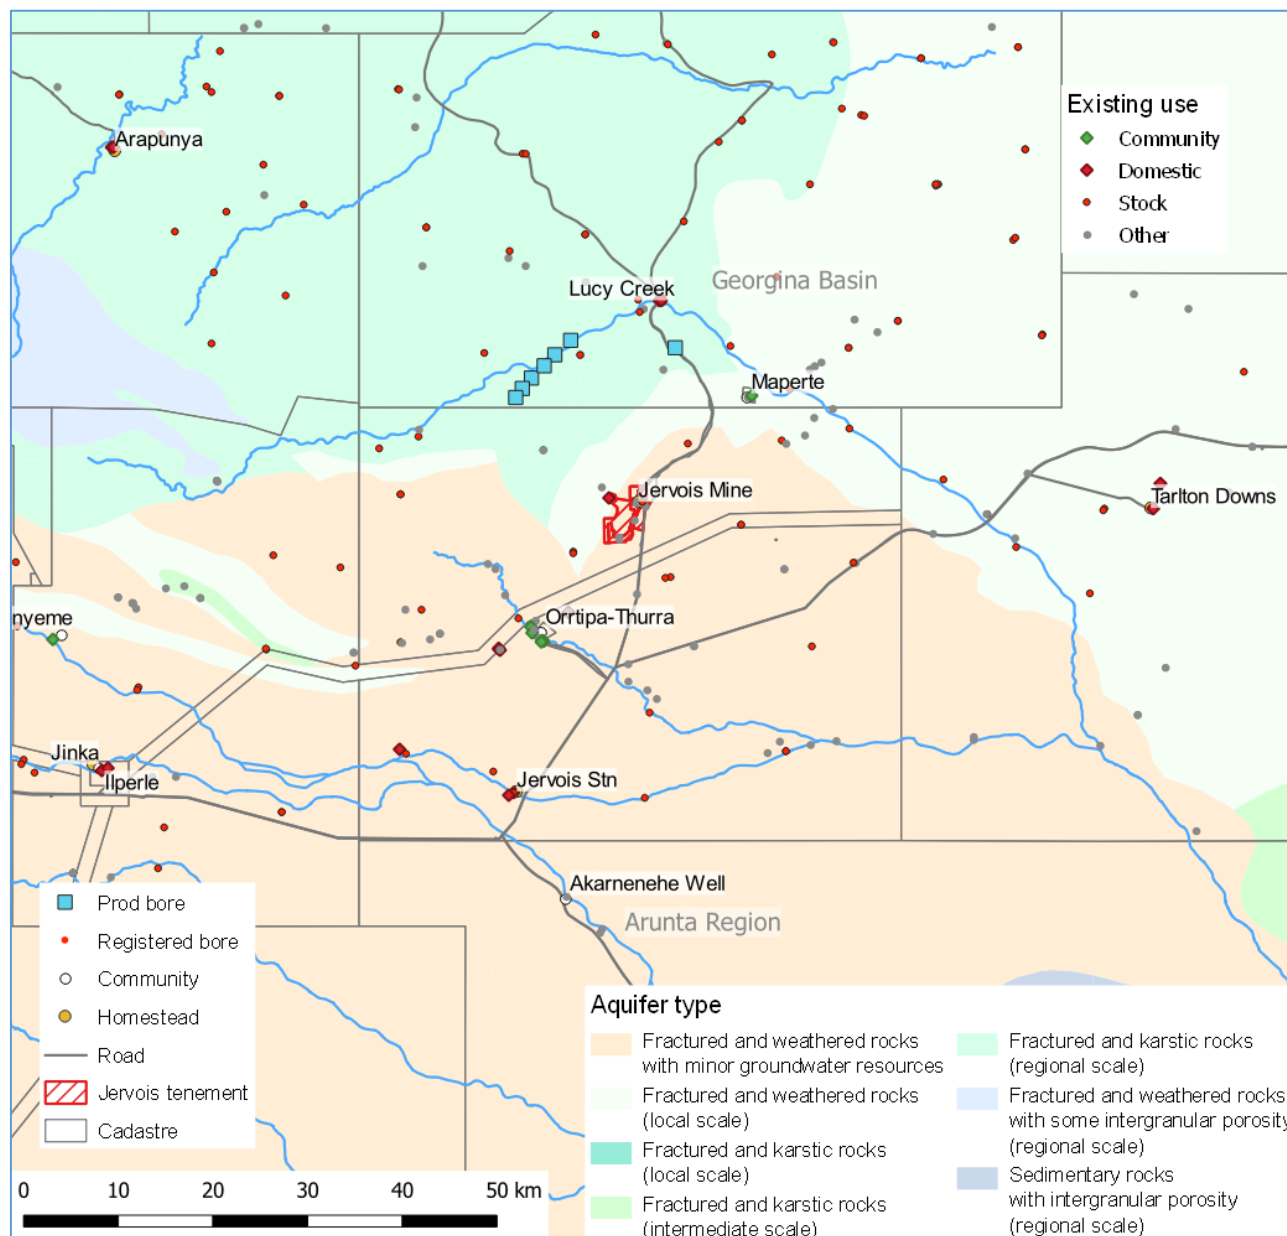 Existing use
Community
Domestic
Stock
Other
Arapunya
Lucy Creek
Georgina Basin
Maperte
Jervois Mine
Tarlton Downs
nyeme
Orrtipa-Thurra
Jinka
Ilperle
Jervois Stn
Akarnenehe Well
Arunta Region
Prod bore
Registered bore
Community
Homestead
Road
Jervois tenement
Cadastre
0 10 20 30 40 50 km
Aquifer type
Fractured and weathered rocks
with minor groundwater resources
Fractured and weathered rocks
(local scale)
Fractured and karstic rocks
(local scale)
Fractured and karstic rocks
(intermediate scale)
Fractured and karstic rocks
(regional scale)
Fractured and weathered rocks
with some intergranular porosity
(regional scale)
Sedimentary rocks
with intergranular porosity
(regional scale)